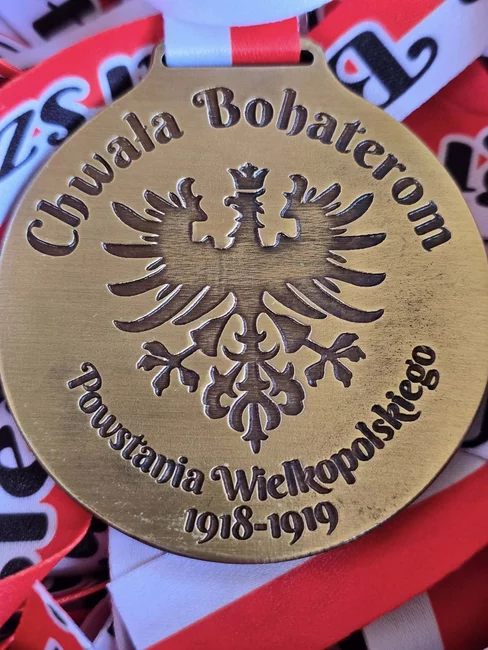 Chwała Bohaterom
Powstania Wielkopolskiego
1918-1919